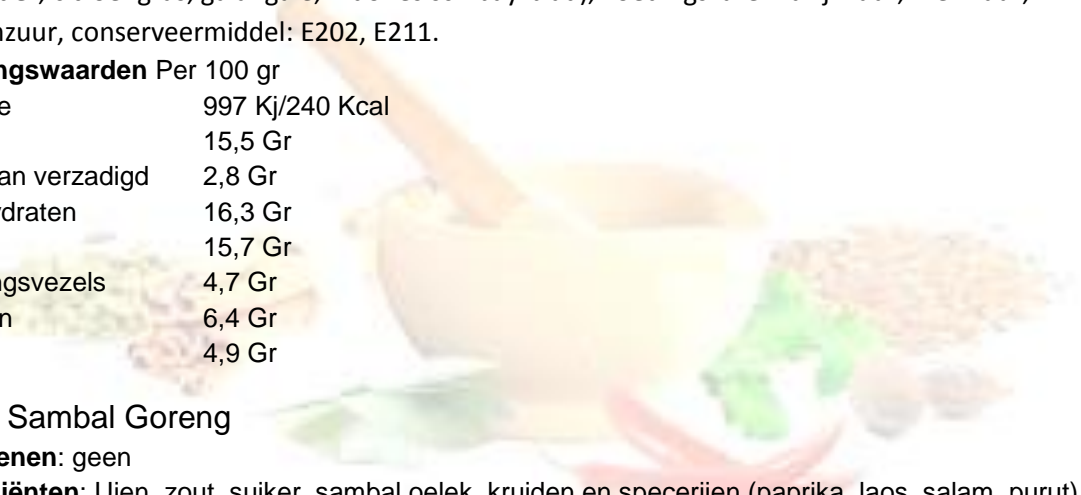 nzuur, conserveermiddel: E202, E211.
ngswaarden Per 100 gr
e 997 Kj/240 Kcal
15,5 Gr
an verzadigd 2,8 Gr
draten 16,3 Gr
15,7 Gr
gsvezels 4,7 Gr
n 6,4 Gr
4,9 Gr
Sambal Goreng
enen: geen
iënten: Uien, zout, suiker, sambal oelek, kruiden en specerijen (paprika, laos, salam, purut)